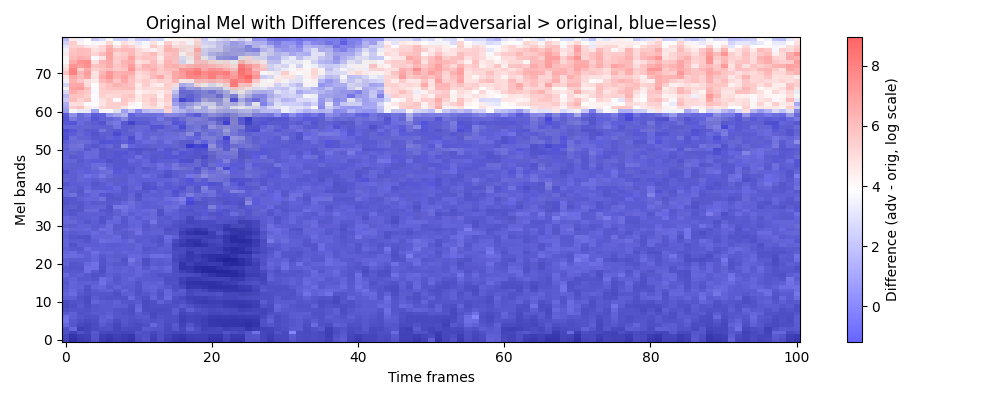 Original Mel with Differences (red=adversarial > original, blue=less)
Mel bands
70
60
50
40
30
20
10
0
0 20 40 60 80 100
Time frames
8
6
4
2
0
Difference (adv - orig, log scale)